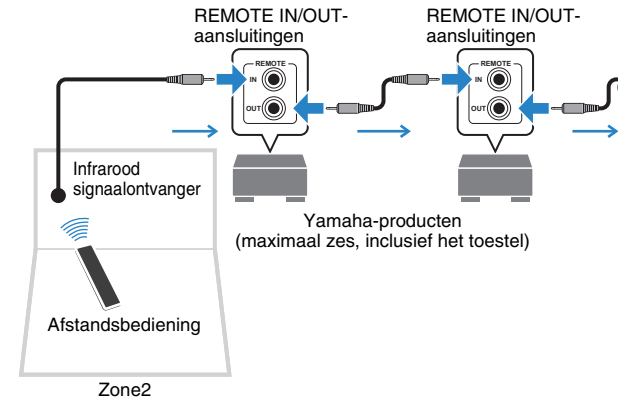 REMOTE IN/OUT-
aansluitingen
REMOTE IN/OUT-
aansluitingen
REMOTE
IN
OUT
REMOTE
IN
OUT
Infrarood
signaalontvanger
Yamaha-producten
(maximaal zes, inclusief het toestel)
Afstandsbediening
Zone2